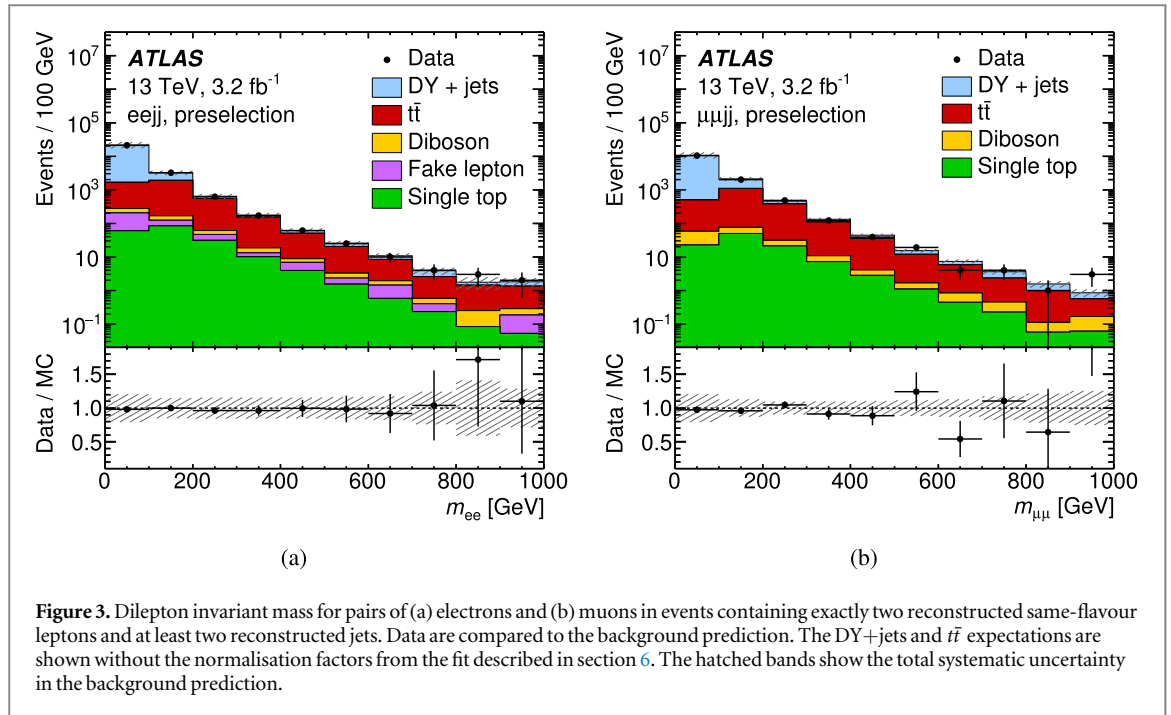 ATLAS
13 TeV, 3.2 fb⁻¹
eejj, preselection
Data
DY + jets
tt̄
Diboson
Fake lepton
Single top
Events / 100 GeV
10⁷
10⁵
10³
10
10⁻¹
Data / MC
1.5
1.0
0.5
0 200 400 600 800 1000
m_ee [GeV]
(a)
ATLAS
13 TeV, 3.2 fb⁻¹
μμjj, preselection
Data
DY + jets
tt̄
Diboson
Single top
Events / 100 GeV
10⁷
10⁵
10³
10
10⁻¹
Data / MC
1.5
1.0
0.5
0 200 400 600 800 1000
m_μμ [GeV]
(b)
Figure 3. Dilepton invariant mass for pairs of (a) electrons and (b) muons in events containing exactly two reconstructed same-flavour
leptons and at least two reconstructed jets. Data are compared to the background prediction. The DY+jets and tt̄ expectations are
shown without the normalisation factors from the fit described in section 6. The hatched bands show the total systematic uncertainty
in the background prediction.